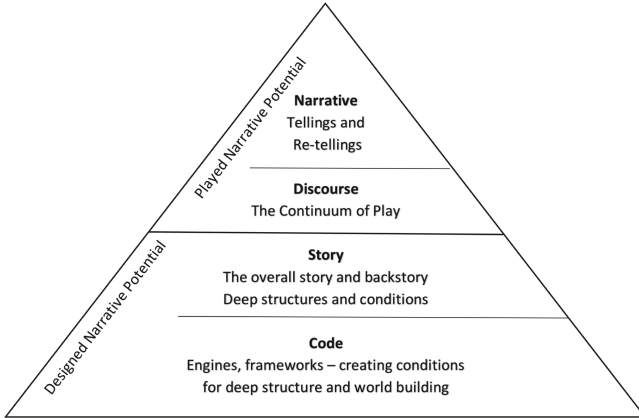 Played Narrative Potential
Narrative
Tellings and
Re-tellings
Discourse
The Continuum of Play
Designed Narrative Potential
Story
The overall story and backstory
Deep structures and conditions
Code
Engines, frameworks – creating conditions
for deep structure and world building